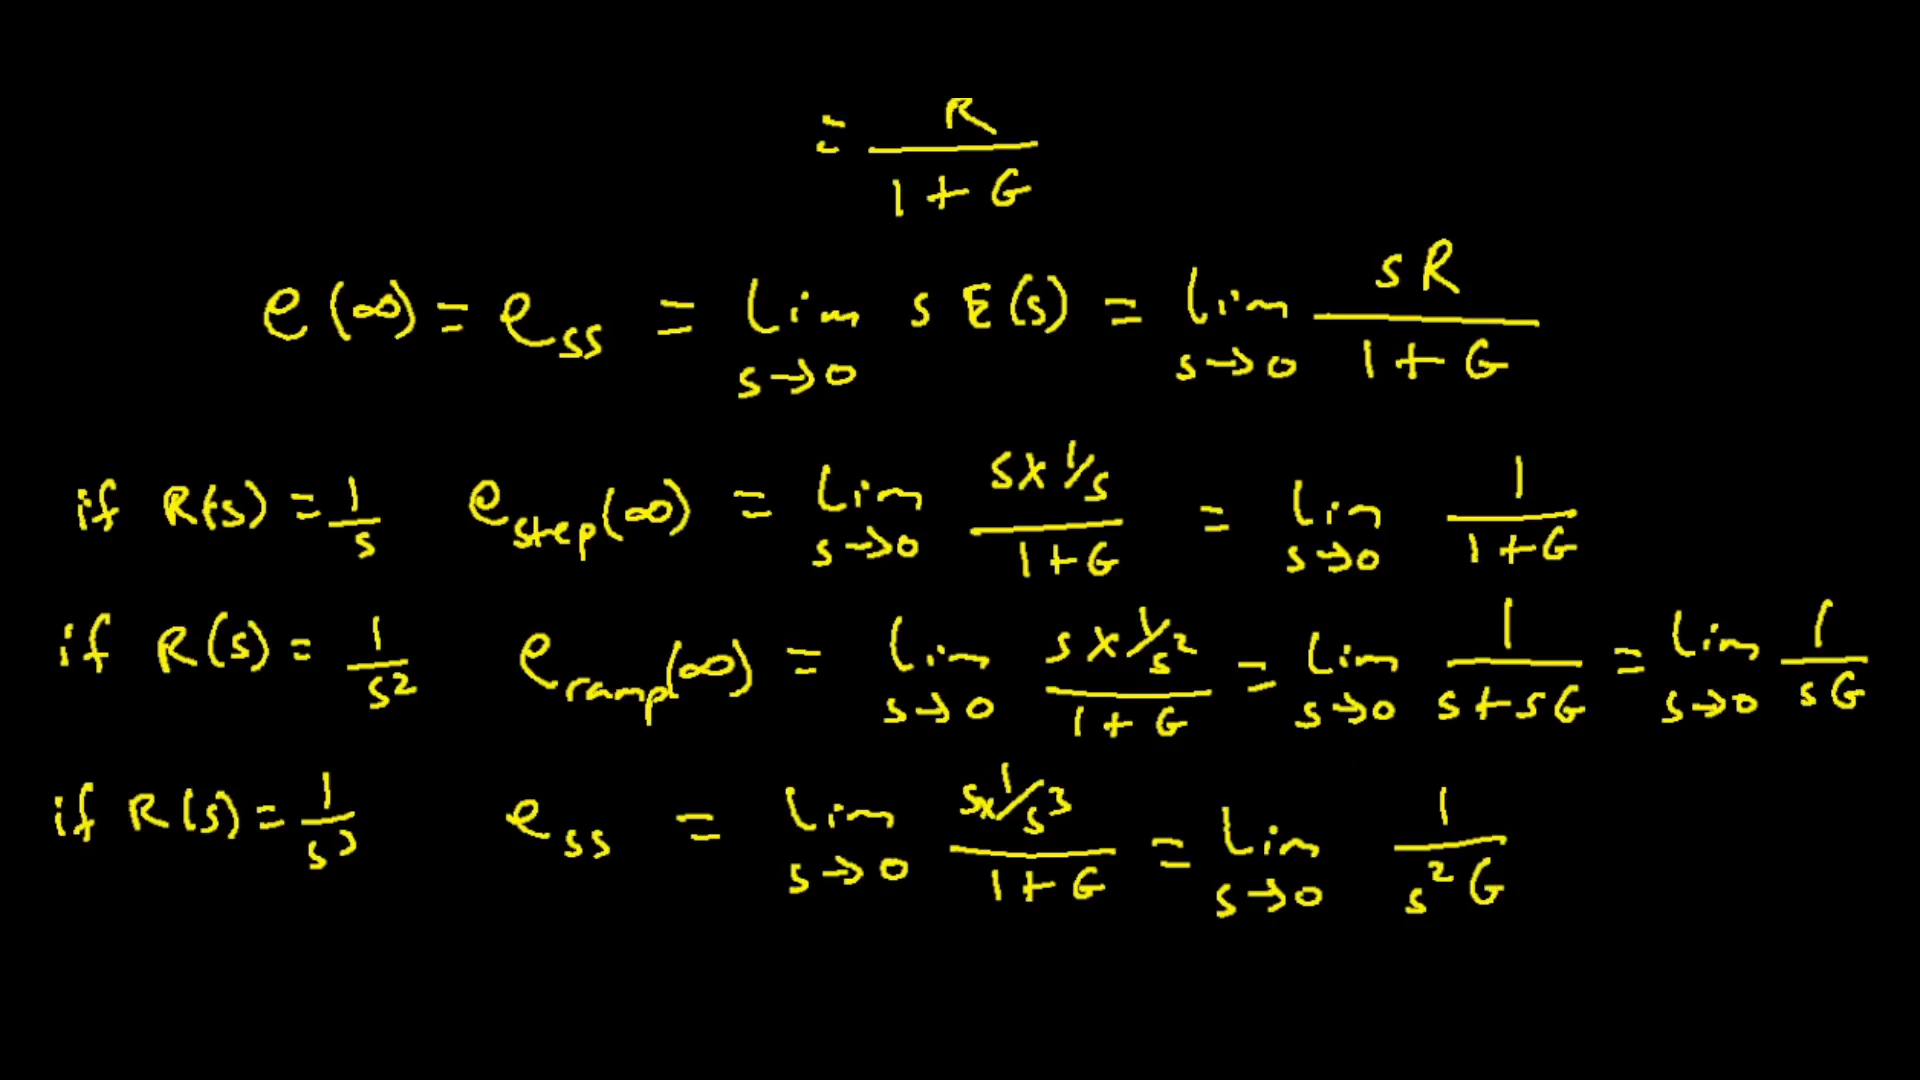 = R / (1 + G)
e(∞) = e_ss = Lim_{s→0} s E(s) = Lim_{s→0} sR / (1 + G)
if R(s) = 1/s   e_step(∞) = Lim_{s→0} (s × 1/s) / (1 + G) = Lim_{s→0} 1 / (1 + G)
if R(s) = 1/s²   e_ramp(∞) = Lim_{s→0} (s × 1/s²) / (1 + G) = Lim_{s→0} 1 / (s + sG) = Lim_{s→0} 1 / (sG)
if R(s) = 1/s³   e_ss = Lim_{s→0} (s × 1/s³) / (1 + G) = Lim_{s→0} 1 / (s²G)